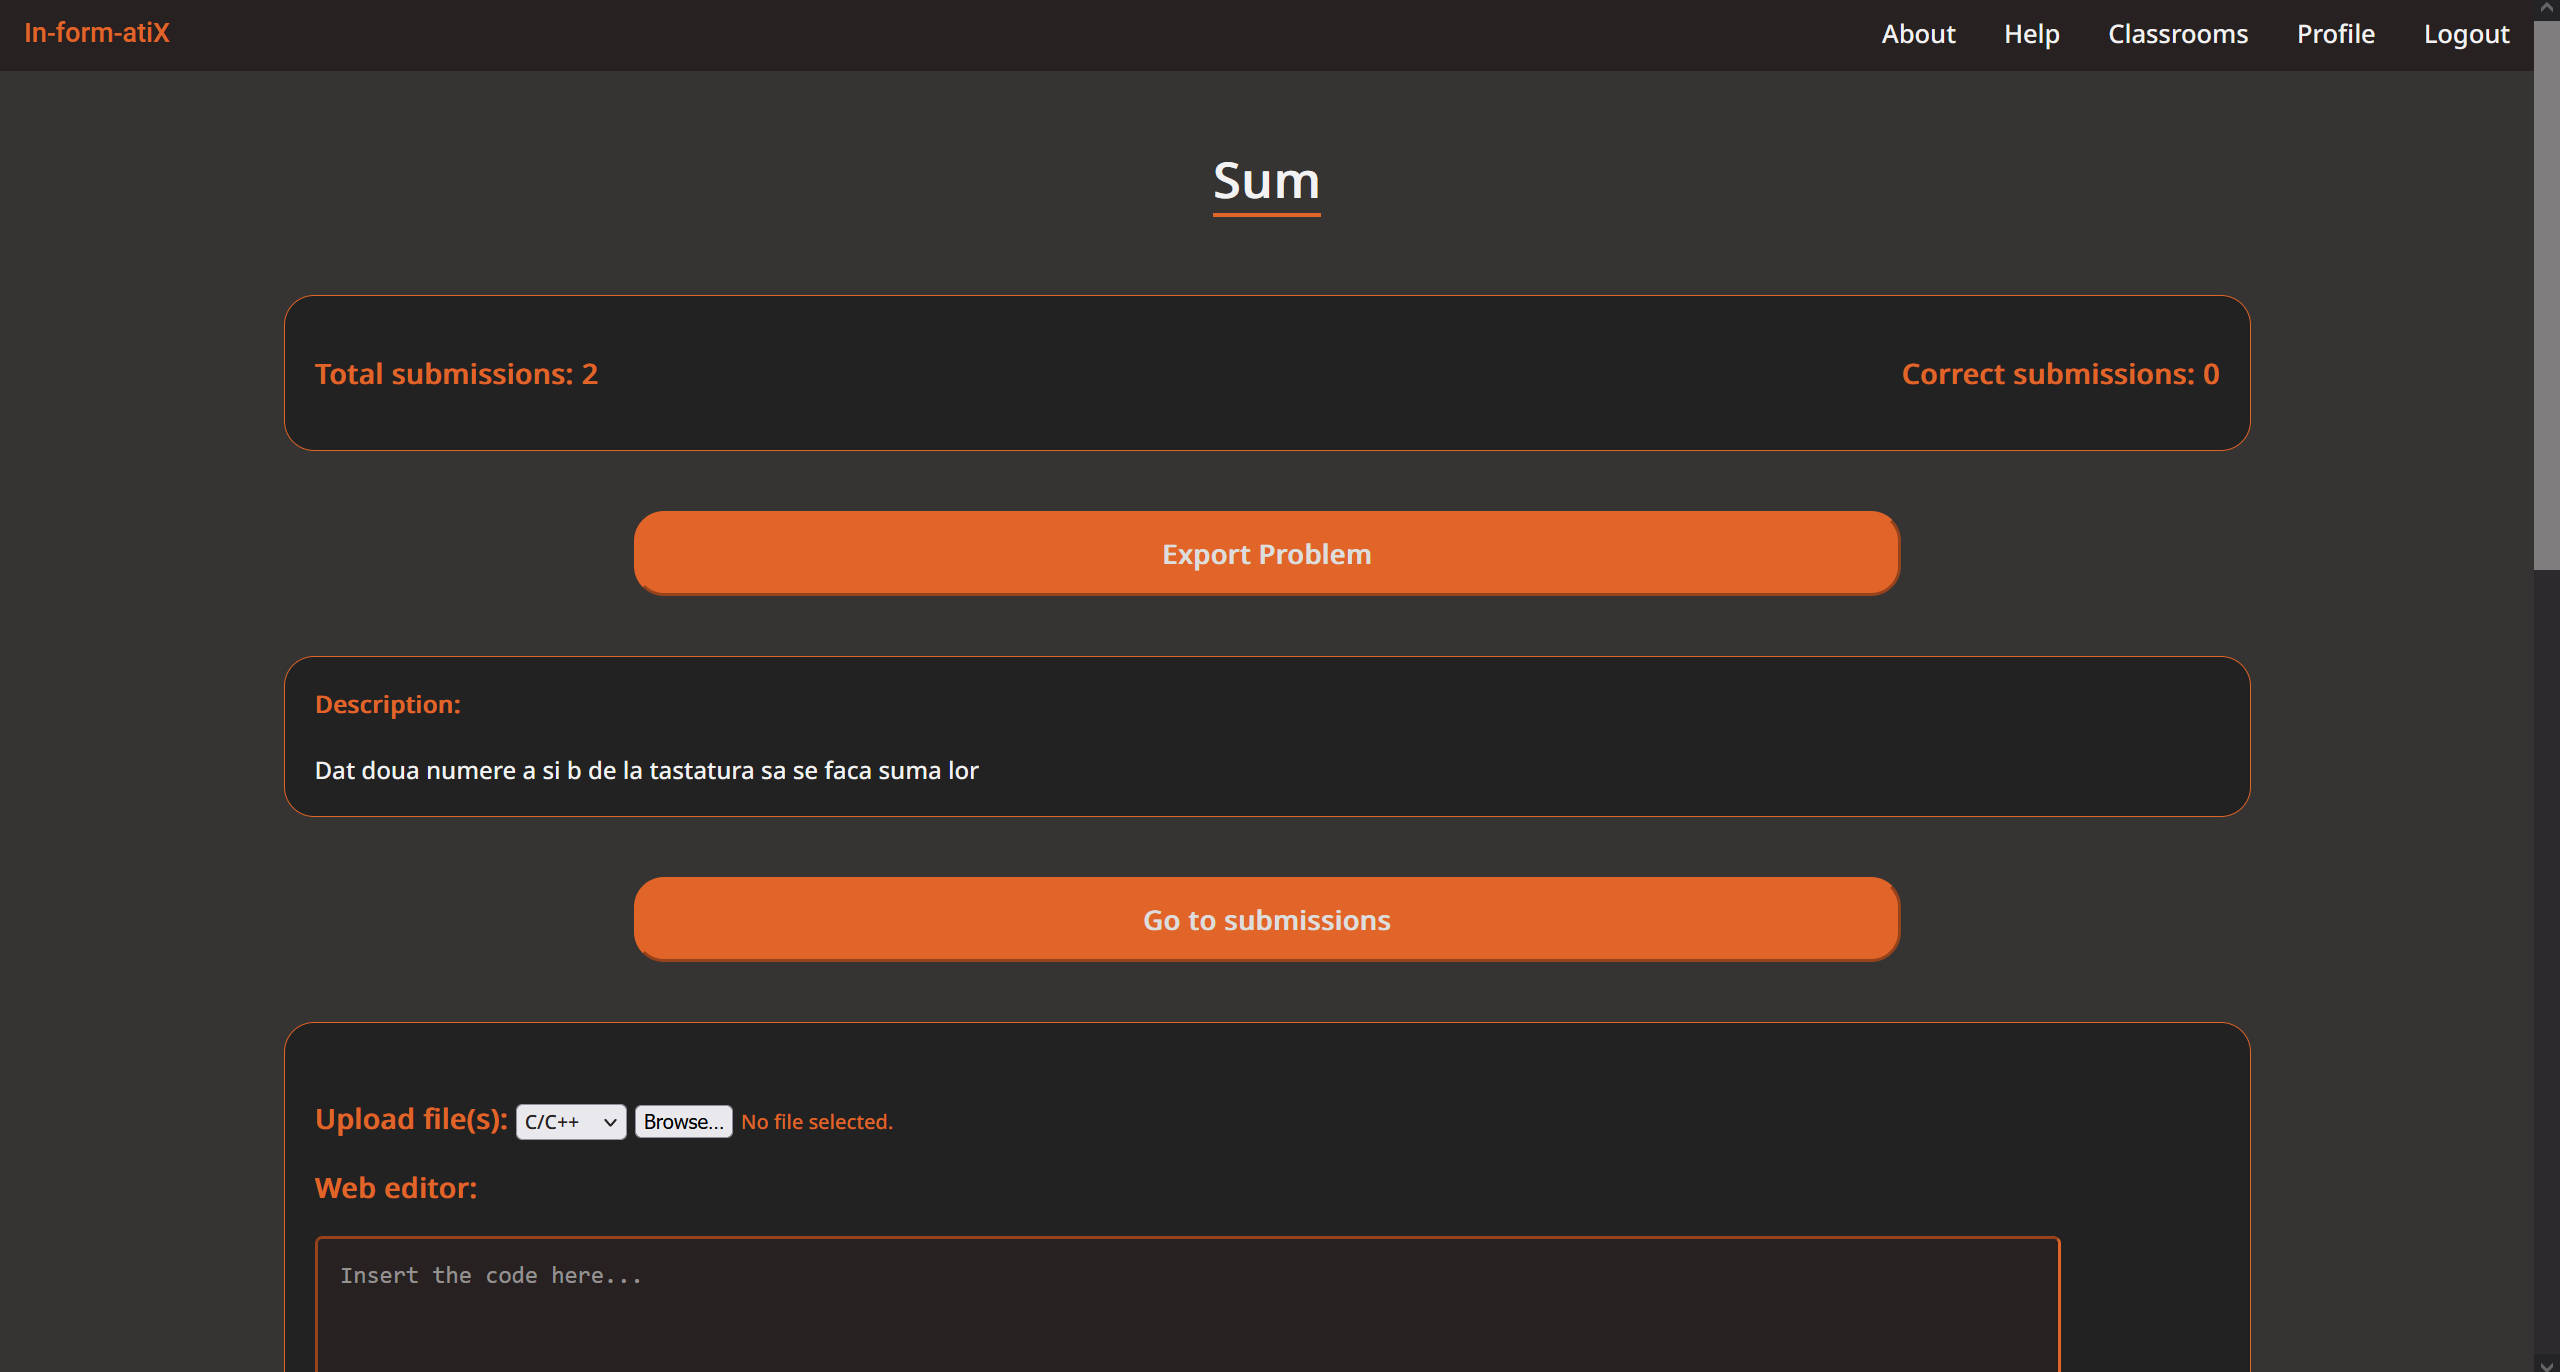 In-form-atiX
About Help Classrooms Profile Logout
Sum
Total submissions: 2
Correct submissions: 0
Export Problem
Description:
Dat doua numere a si b de la tastatura sa se faca suma lor
Go to submissions
Upload file(s): C/C++ Browse... No file selected.
Web editor:
Insert the code here...